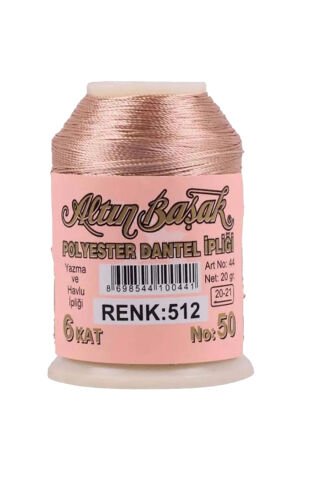 Altın Başak
POLYESTER DANTEL İPLİĞİ
Yazma
ve
Havlu
İpliği
Art No: 44
Net: 20 gr.
20-21
8 698544 100441
RENK:512
6 KAT
No: 50